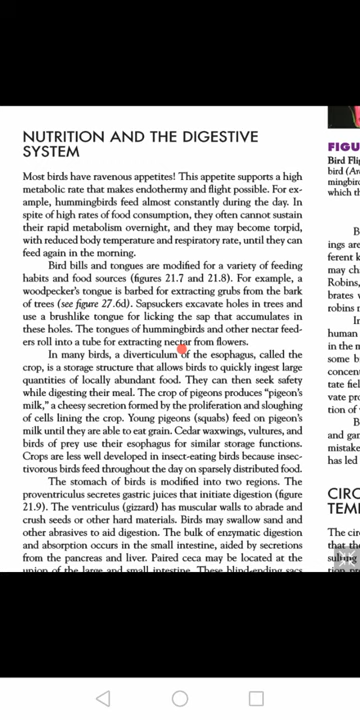 NUTRITION AND THE DIGESTIVE
SYSTEM
Most birds have ravenous appetites! This appetite supports a high
metabolic rate that makes endothermy and flight possible. For ex-
ample, hummingbirds feed almost constantly during the day. In
spite of high rates of food consumption, they often cannot sustain
their rapid metabolism overnight, and they may become torpid,
with reduced body temperature and respiratory rate, until they can
feed again in the morning.
Bird bills and tongues are modified for a variety of feeding
habits and food sources (figures 21.7 and 21.8). For example, a
woodpecker's tongue is barbed for extracting grubs from the bark
of trees (see figure 27.6d). Sapsuckers excavate holes in trees and
use a brushlike tongue for licking the sap that accumulates in
these holes. The tongues of hummingbirds and other nectar feed-
ers roll into a tube for extracting nectar from flowers.
In many birds, a diverticulum of the esophagus, called the
crop, is a storage structure that allows birds to quickly ingest large
quantities of locally abundant food. They can then seek safety
while digesting their meal. The crop of pigeons produces "pigeon's
milk," a cheesy secretion formed by the proliferation and sloughing
of cells lining the crop. Young pigeons (squabs) feed on pigeon's
milk until they are able to eat grain. Cedar waxwings, vultures, and
birds of prey use their esophagus for similar storage functions.
Crops are less well developed in insect-eating birds because insec-
tivorous birds feed throughout the day on sparsely distributed food.
The stomach of birds is modified into two regions. The
proventriculus secretes gastric juices that initiate digestion (figure
21.9). The ventriculus (gizzard) has muscular walls to abrade and
crush seeds or other hard materials. Birds may swallow sand and
other abrasives to aid digestion. The bulk of enzymatic digestion
and absorption occurs in the small intestine, aided by secretions
from the pancreas and liver. Paired ceca may be located at the
union of the large and small intestine. These blind-ending sacs
FIGU
Bird Fli
bird (Ar
mingbir
which t
B
ings are
ferent k
may ch
Robins,
brates v
robins r
In
human
in the n
some b
concent
tate fiel
vate pro
tion of
B
and gan
mistake
has led
CIRC
TEM
The circ
that the